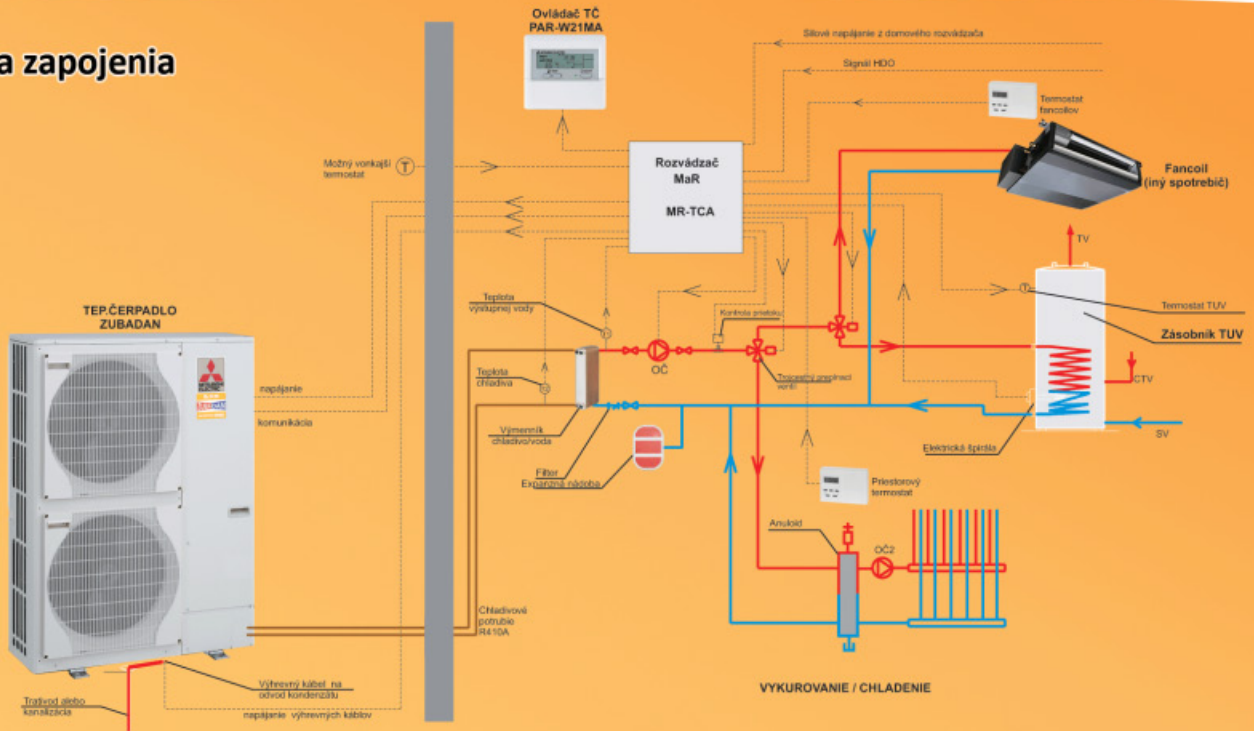 a zapojenia
Ovládač TČ
PAR-W21MA
Silové napájanie z domového rozvádzača
Signál HDO
Termostat
fancoilov
Možný vonkajší
termostat
T
Rozvádzač
MaR
MR-TCA
Fancoil
(iný spotrebič)
TV
TEP.ČERPADLO
ZUBADAN
Teplota
výstupnej vody
Kontrola prietoku
T
Termostat TUV
Zásobník TUV
MITSUBISHI
ELECTRIC
OČ
Trojcestný prepínací
ventil
napájanie
Teplota
chladiva
CTV
komunikácia
Výmenník
chladivo/voda
SV
Elektrická špirála
Filter
Expanzná nádoba
Priestorový
termostat
Anuloid
OČ2
Chladivové
potrubie
R410A
Výhrevný kábel na
odvod kondenzátu
VYKUROVANIE / CHLADENIE
Trativod alebo
kanalizácia
napájanie výhrevných káblov